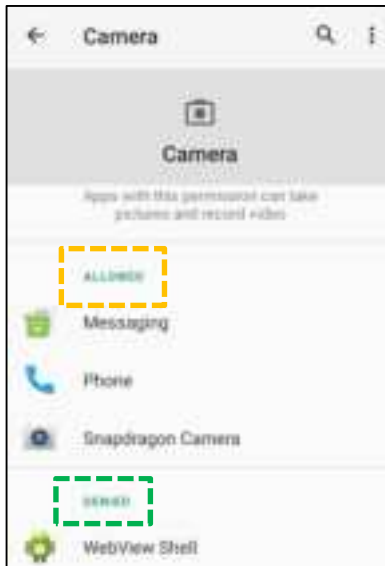 Camera
Camera
Apps with this permission can take
pictures and record video
ALLOWED
Messaging
Phone
Snapdragon Camera
DENIED
WebView Shell